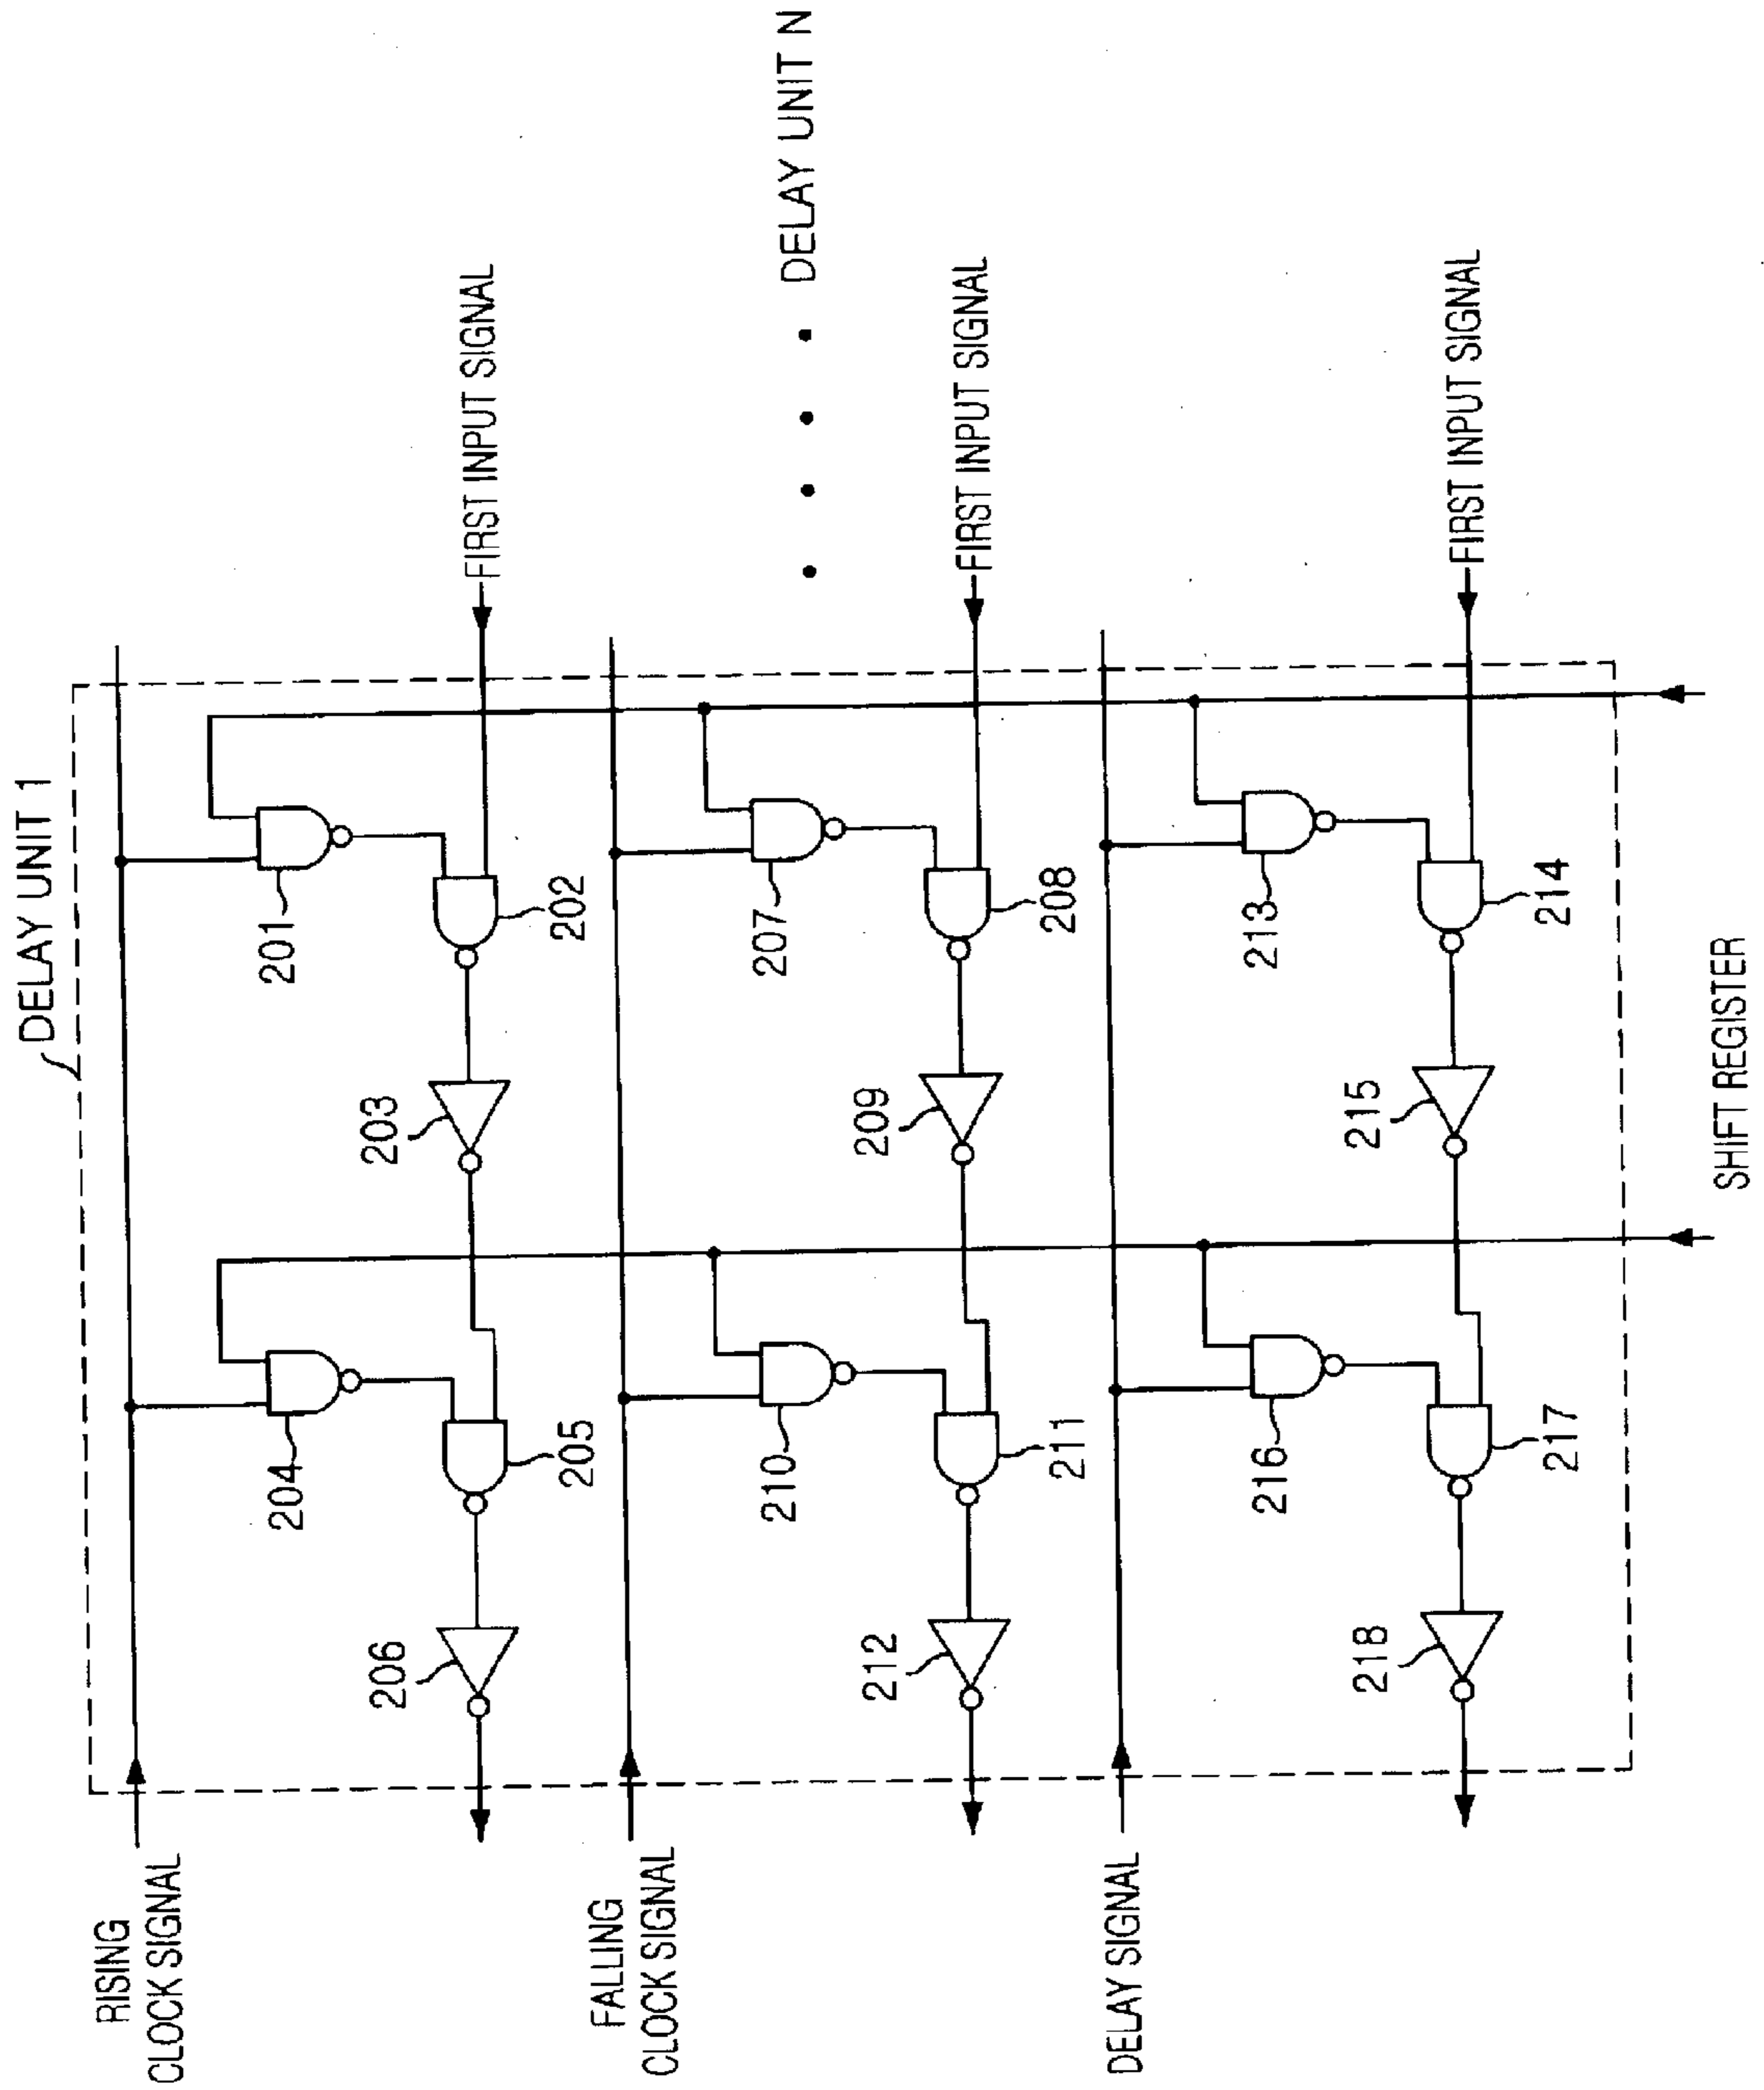 DELAY UNIT 1
DELAY UNIT N
RISING
CLOCK SIGNAL
201
202
203
204
205
206
FIRST INPUT SIGNAL
FALLING
CLOCK SIGNAL
207
208
209
210
211
212
FIRST INPUT SIGNAL
DELAY SIGNAL
213
214
215
216
217
218
FIRST INPUT SIGNAL
SHIFT REGISTER